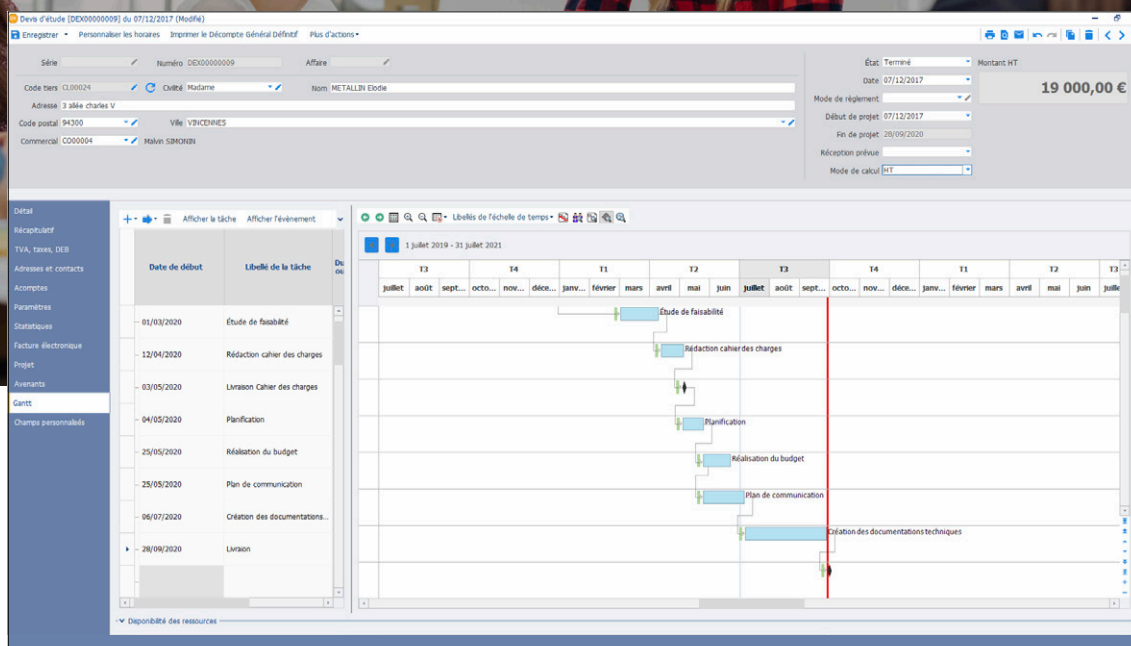 Devis d'étude [DEX00000009] du 07/12/2017 (Modifié)
Enregistrer Personnaliser les horaires Imprimer le Décompte Général Définitif Plus d'actions
Série Numéro DEX00000009 Affaire
Code tiers CL00024 Civilité Madame Nom METALLIN Elodie
Adresse 3 allée charles V
Code postal 94300 Ville VINCENNES
Commercial CO00004 Malvin SIMONIN
État Terminé Montant HT
Date 07/12/2017 19 000,00 €
Mode de réglement
Début de projet 07/12/2017
Fin de projet 28/09/2020
Réception prévue
Mode de calcul HT
Détail
Récapitulatif
TVA, taxes, DEB
Adresses et contacts
Acomptes
Paramètres
Statistiques
Facture électronique
Projet
Avenants
Gantt
Champs personnalisés
Afficher la tâche Afficher l'évènement
Date de début Libellé de la tâche Du
01/03/2020 Étude de faisabilité
12/04/2020 Rédaction cahier des charges
03/05/2020 Livraison Cahier des charges
04/05/2020 Planification
25/05/2020 Réalisation du budget
25/05/2020 Plan de communication
06/07/2020 Création des documentations...
28/09/2020 Livraion
Libellés de l'échelle de temps
1 juillet 2019 - 31 juillet 2021
T3 T4 T1 T2 T3 T4 T1 T2 T3
juillet août sept... octo... nov... déce... janv... février mars avril mai juin juillet août sept... octo... nov... déce... janv... février mars avril mai juin juille
Étude de faisabilité
Rédaction cahier des charges
Planification
Réalisation du budget
Plan de communication
Création des documentations techniques
Disponibilité des ressources